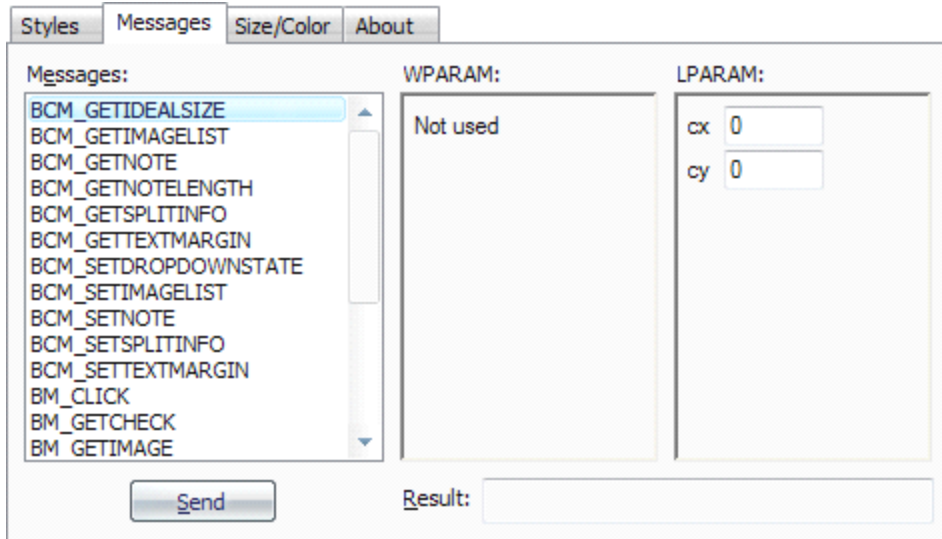 Styles Messages Size/Color About
Messages: WPARAM: LPARAM:
BCM_GETIDEALSIZE Not used cx 0
BCM_GETIMAGELIST cy 0
BCM_GETNOTE
BCM_GETNOTELENGTH
BCM_GETSPLITINFO
BCM_GETTEXTMARGIN
BCM_SETDROPDOWNSTATE
BCM_SETIMAGELIST
BCM_SETNOTE
BCM_SETSPLITINFO
BCM_SETTEXTMARGIN
BM_CLICK
BM_GETCHECK
BM_GETIMAGE
Send Result: